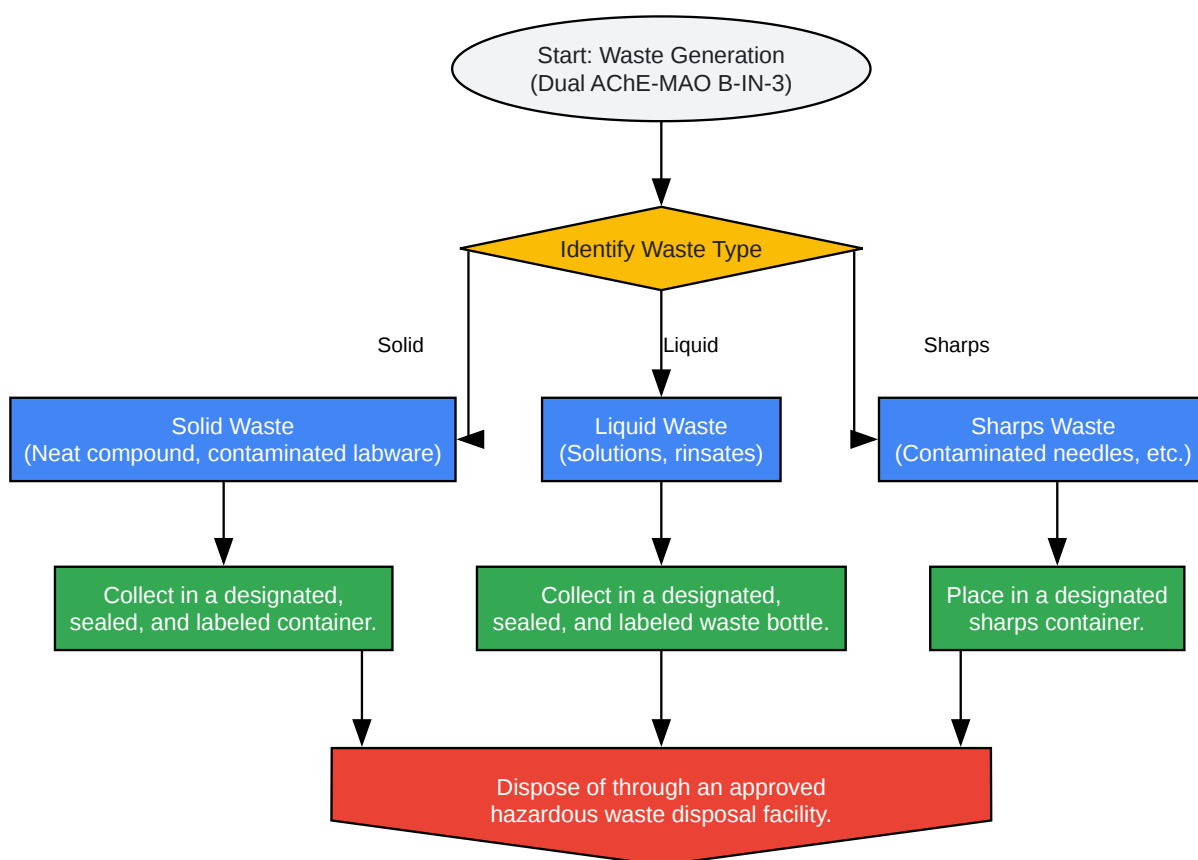 Start: Waste Generation
(Dual AChE-MAO B-IN-3)
Identify Waste Type
Solid
Liquid
Sharps
Solid Waste
(Neat compound, contaminated labware)
Liquid Waste
(Solutions, rinsates)
Sharps Waste
(Contaminated needles, etc.)
Collect in a designated,
sealed, and labeled container.
Collect in a designated,
sealed, and labeled waste bottle.
Place in a designated
sharps container.
Dispose of through an approved
hazardous waste disposal facility.